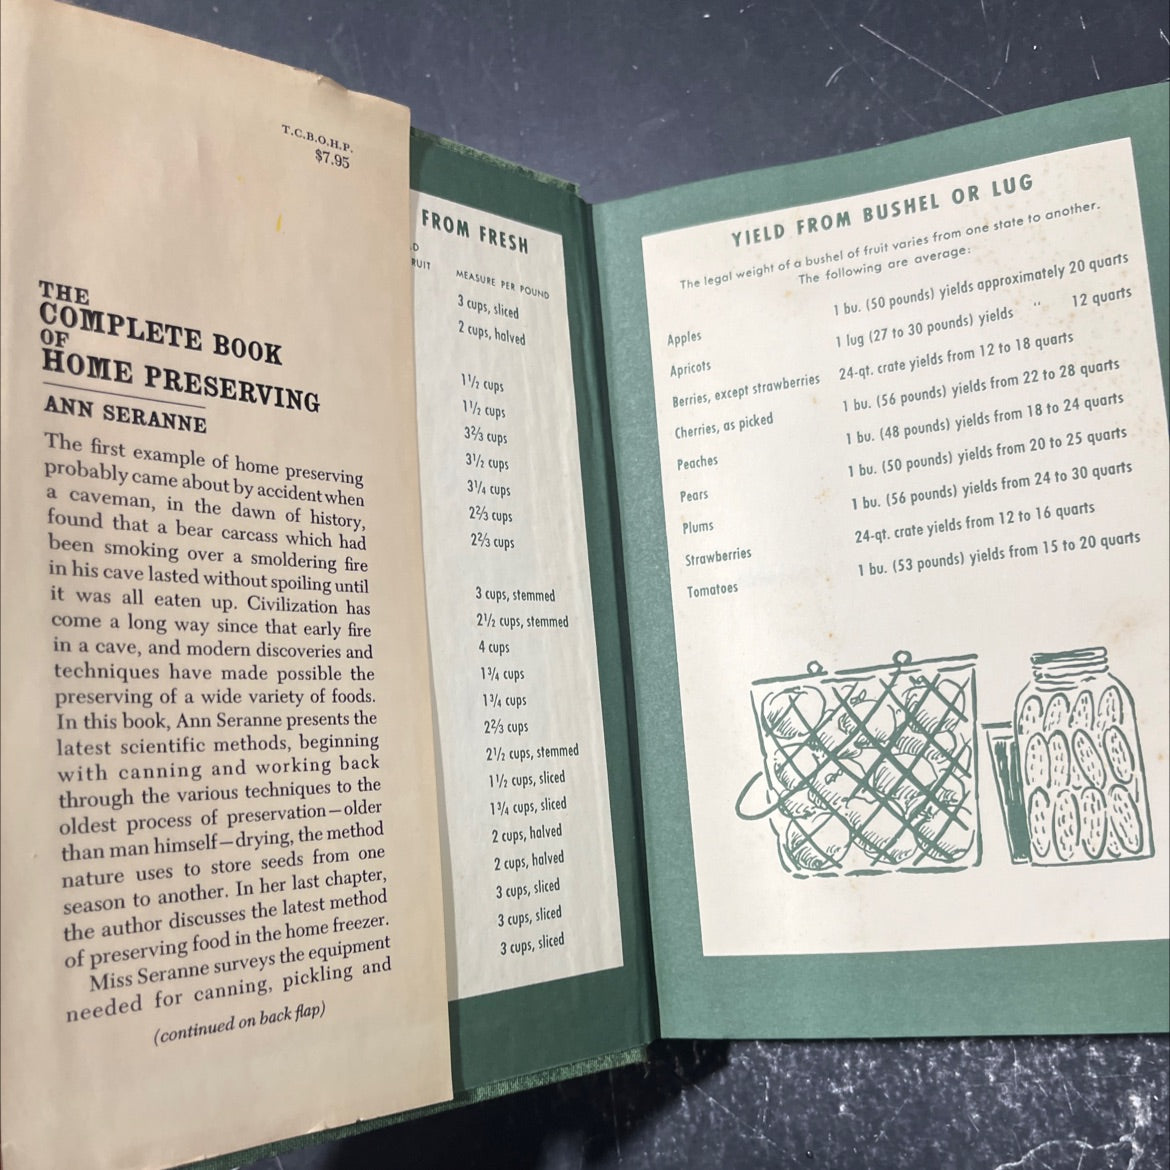 T.C.B.O.H.P.
$7.95
THE
COMPLETE BOOK
OF
HOME PRESERVING
ANN SERANNE
The first example of home preserving
probably came about by accident when
a caveman, in the dawn of history,
found that a bear carcass which had
been smoking over a smoldering fire
in his cave lasted without spoiling until
it was all eaten up. Civilization has
come a long way since that early fire
in a cave, and modern discoveries and
techniques have made possible the
preserving of a wide variety of foods.
In this book, Ann Seranne presents the
latest scientific methods, beginning
with canning and working back
through the various techniques to the
oldest process of preservation—older
than man himself—drying, the method
nature uses to store seeds from one
season to another. In her last chapter,
the author discusses the latest method
of preserving food in the home freezer.
Miss Seranne surveys the equipment
needed for canning, pickling and
(continued on back flap)
FROM FRESH
MEASURE PER POUND
3 cups, sliced
2 cups, halved
1½ cups
1½ cups
3⅔ cups
3½ cups
3¼ cups
2⅔ cups
2⅔ cups
3 cups, stemmed
2½ cups, stemmed
4 cups
1¾ cups
1¾ cups
2⅔ cups
2½ cups, stemmed
1½ cups, sliced
1¾ cups, sliced
2 cups, halved
2 cups, halved
3 cups, sliced
3 cups, sliced
3 cups, sliced
YIELD FROM BUSHEL OR LUG
The legal weight of a bushel of fruit varies from one state to another.
The following are average:
Apples 1 bu. (50 pounds) yields approximately 20 quarts
Apricots 1 lug (27 to 30 pounds) yields " 12 quarts
Berries, except strawberries 24-qt. crate yields from 12 to 18 quarts
Cherries, as picked 1 bu. (56 pounds) yields from 22 to 28 quarts
Peaches 1 bu. (48 pounds) yields from 18 to 24 quarts
Pears 1 bu. (50 pounds) yields from 20 to 25 quarts
Plums 1 bu. (56 pounds) yields from 24 to 30 quarts
Strawberries 24-qt. crate yields from 12 to 16 quarts
Tomatoes 1 bu. (53 pounds) yields from 15 to 20 quarts